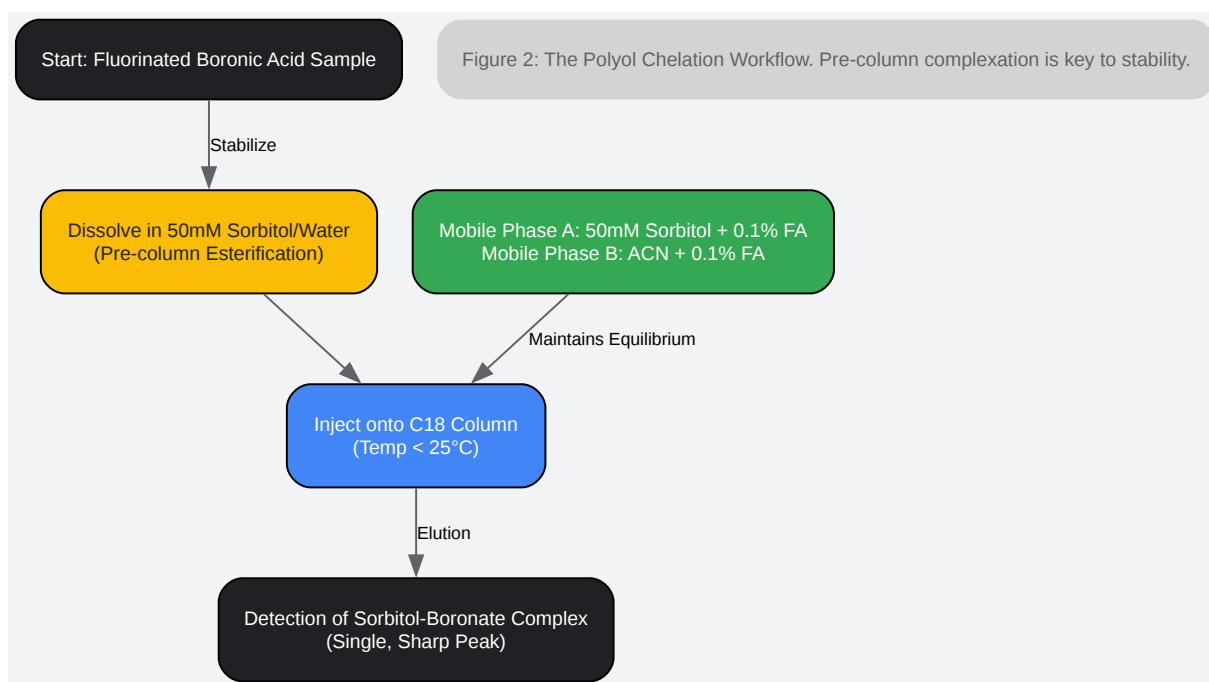 Start: Fluorinated Boronic Acid Sample
Figure 2: The Polyol Chelation Workflow. Pre-column complexation is key to stability.
Stabilize
Dissolve in 50mM Sorbitol/Water
(Pre-column Esterification)
Mobile Phase A: 50mM Sorbitol + 0.1% FA
Mobile Phase B: ACN + 0.1% FA
Maintains Equilibrium
Inject onto C18 Column
(Temp < 25°C)
Elution
Detection of Sorbitol-Boronate Complex
(Single, Sharp Peak)